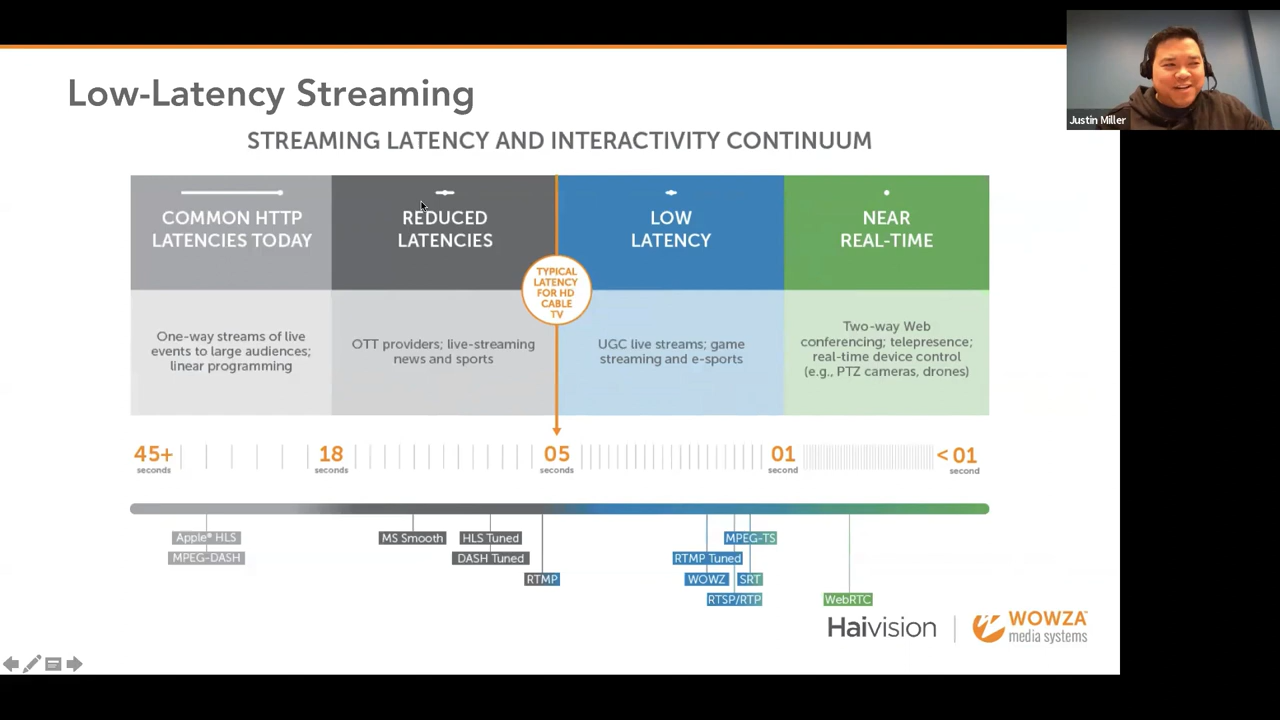 Low-Latency Streaming
Justin Miller
STREAMING LATENCY AND INTERACTIVITY CONTINUUM
COMMON HTTP
LATENCIES TODAY
REDUCED
LATENCIES
LOW
LATENCY
NEAR
REAL-TIME
TYPICAL
LATENCY
FOR HD
CABLE
TV
One-way streams of live
events to large audiences;
linear programming
OTT providers; live-streaming
news and sports
UGC live streams; game
streaming and e-sports
Two-way Web
conferencing; telepresence;
real-time device control
(e.g., PTZ cameras, drones)
45+
seconds
18
seconds
05
seconds
01
second
< 01
second
Apple® HLS
MPEG-DASH
MS Smooth
HLS Tuned
DASH Tuned
RTMP
MPEG-TS
RTMP Tuned
WOWZ
SRT
RTSP/RTP
WebRTC
Haivision
WOWZA™
media systems